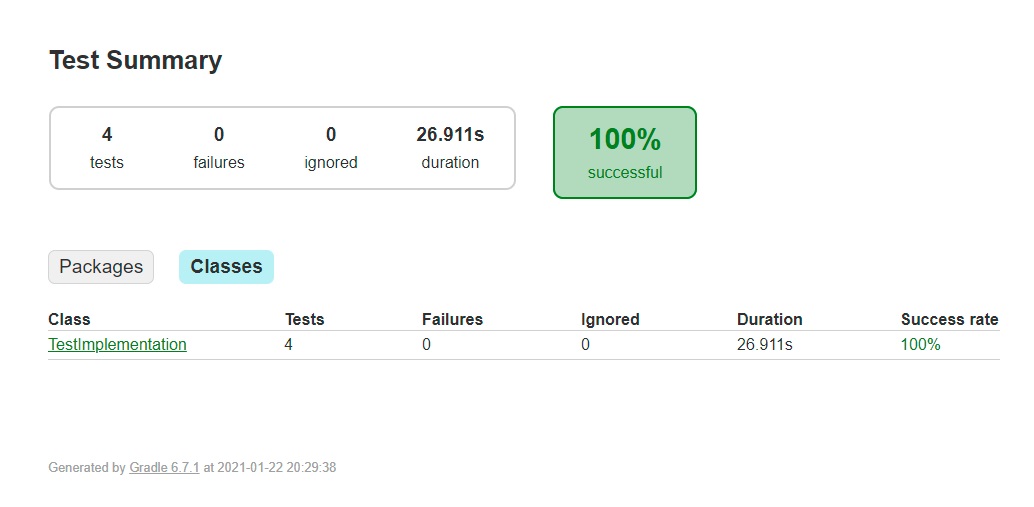 Test Summary
4 0 0 26.911s
tests failures ignored duration
100%
successful
Packages Classes
Class Tests Failures Ignored Duration Success rate
TestImplementation 4 0 0 26.911s 100%
Generated by Gradle 6.7.1 at 2021-01-22 20:29:38